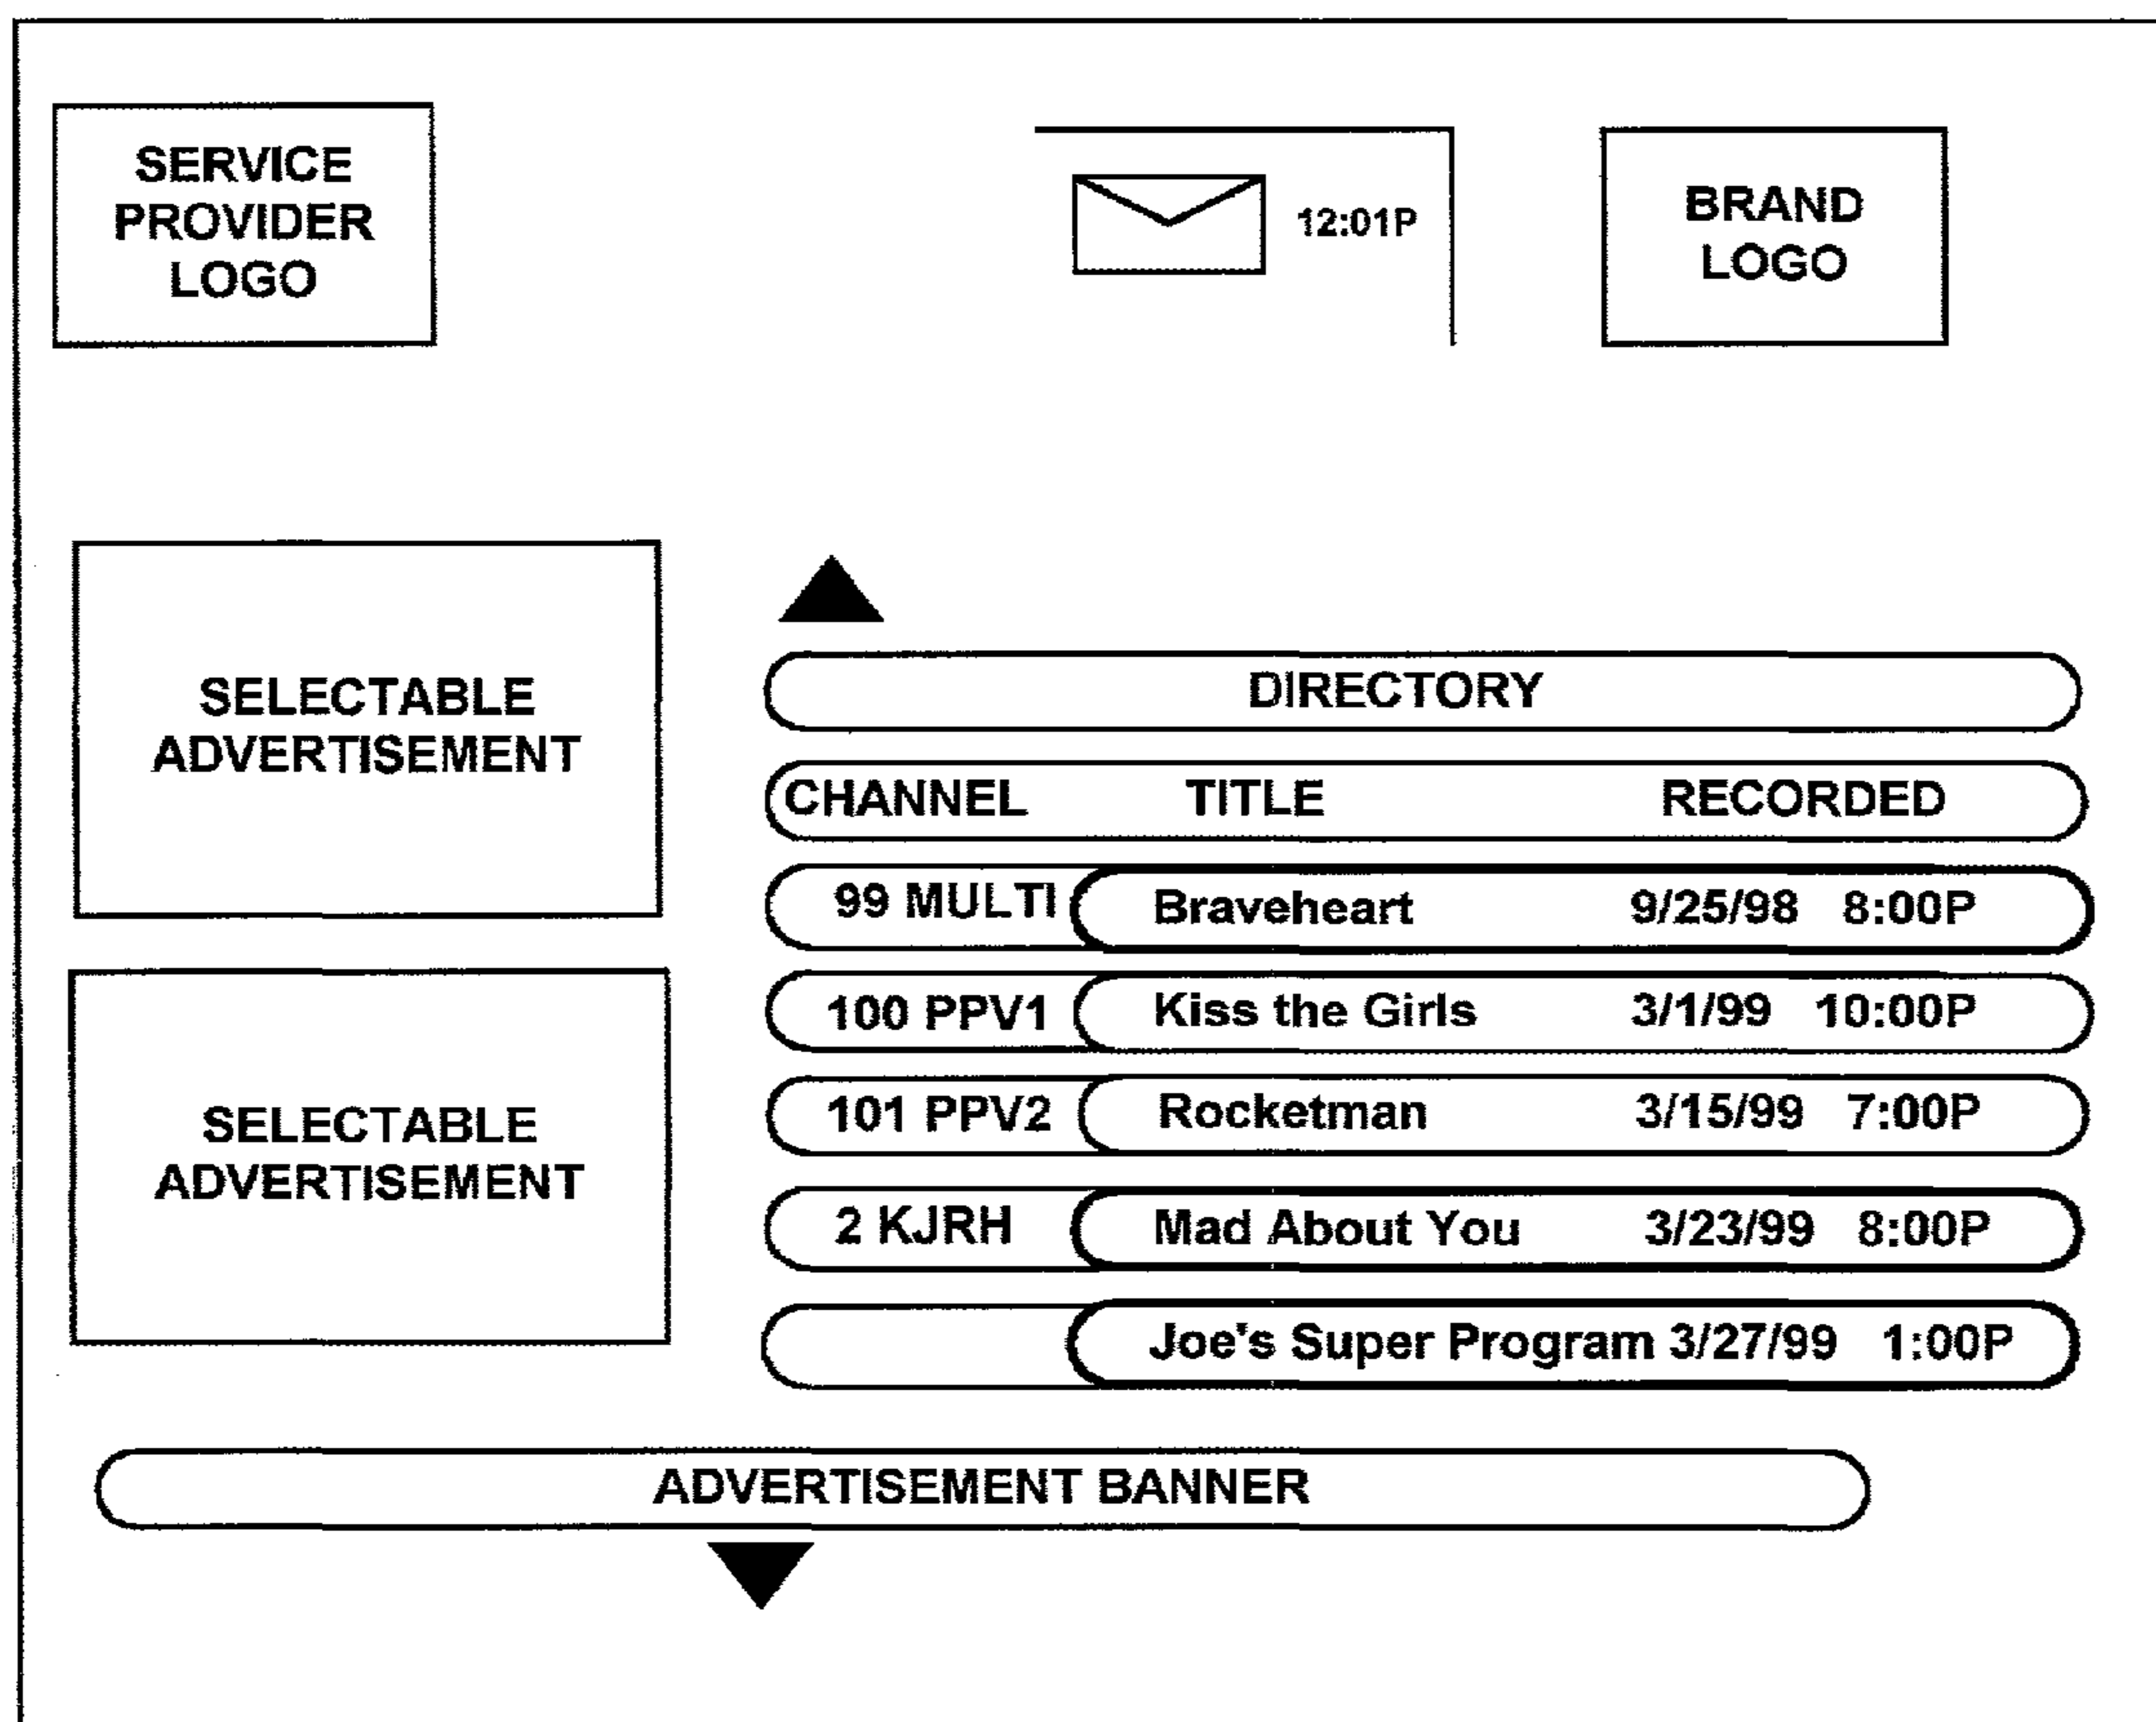 SERVICE
PROVIDER
LOGO
12:01P
BRAND
LOGO
SELECTABLE
ADVERTISEMENT
SELECTABLE
ADVERTISEMENT
DIRECTORY
CHANNEL TITLE RECORDED
99 MULTI Braveheart 9/25/98 8:00P
100 PPV1 Kiss the Girls 3/1/99 10:00P
101 PPV2 Rocketman 3/15/99 7:00P
2 KJRH Mad About You 3/23/99 8:00P
Joe's Super Program 3/27/99 1:00P
ADVERTISEMENT BANNER